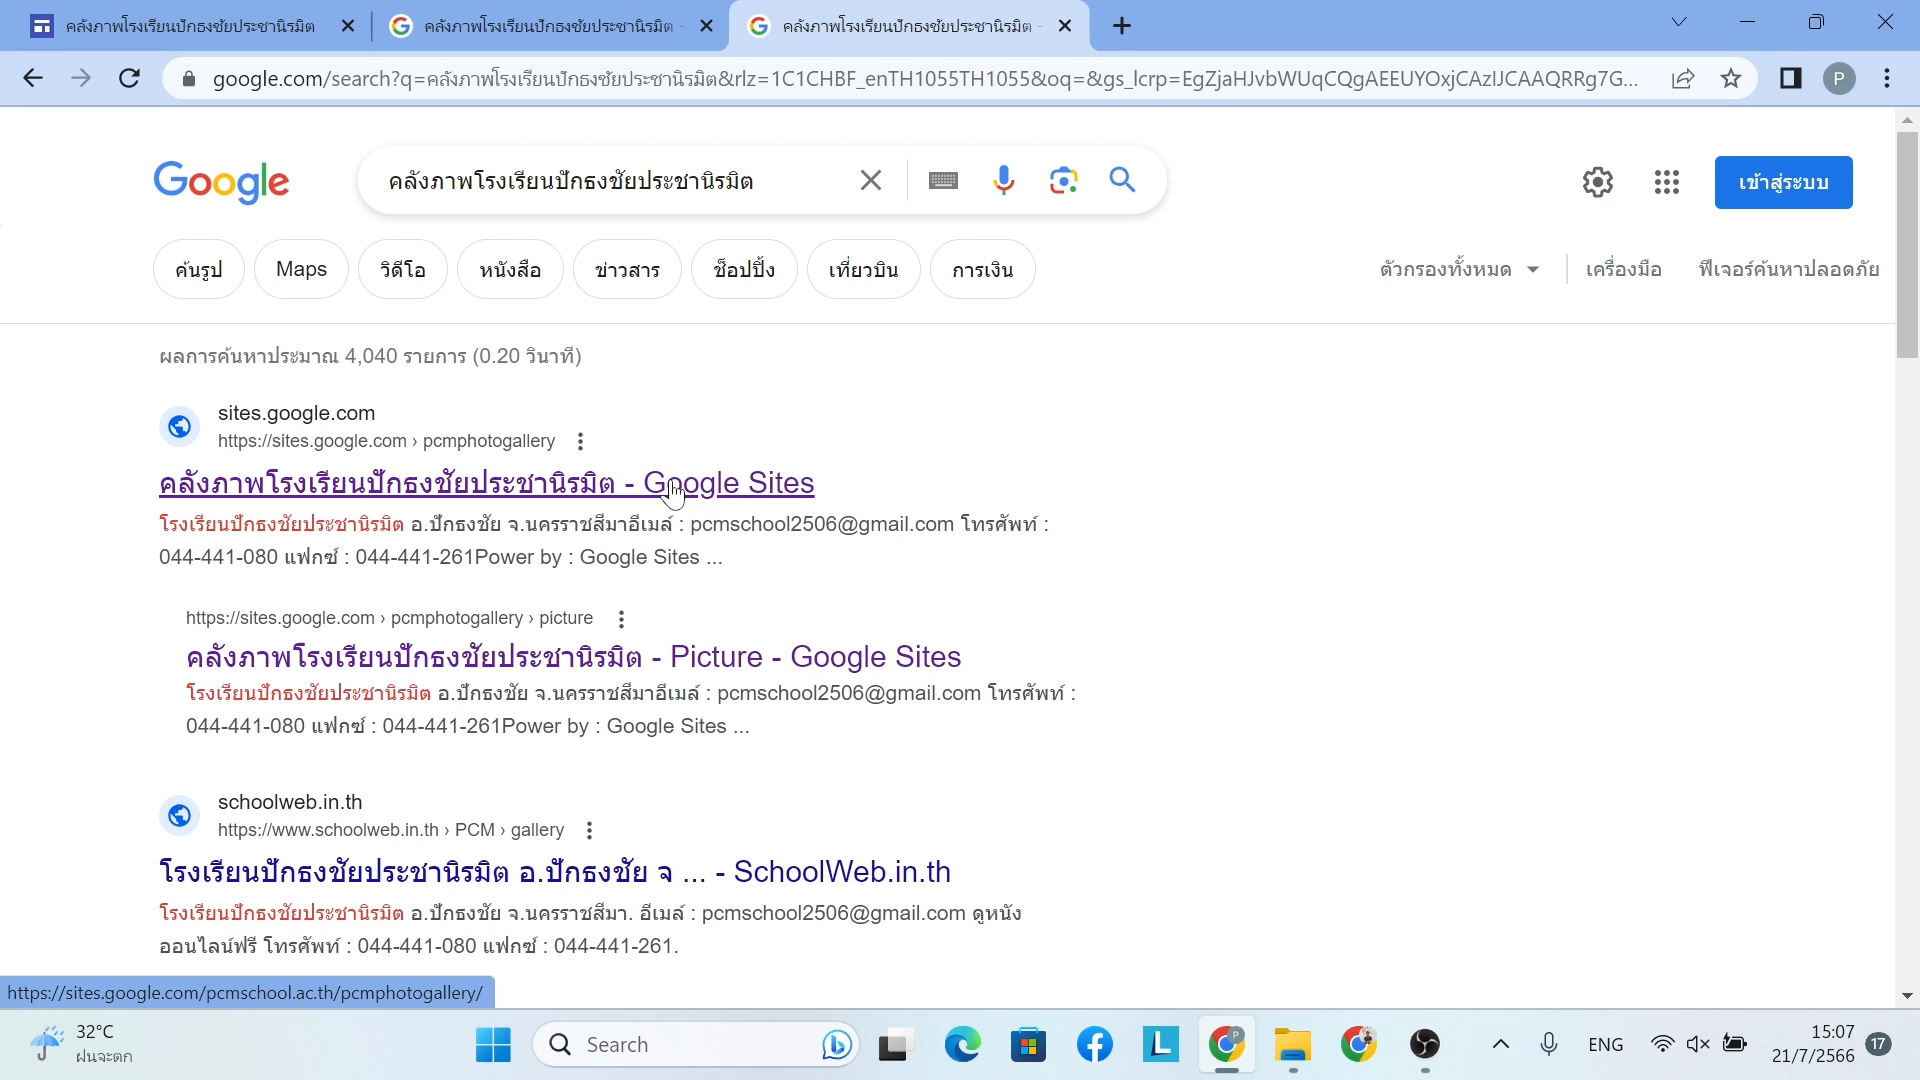 คลังภาพโรงเรียนปักธงชัยประชานิรมิต
คลังภาพโรงเรียนปักธงชัยประชานิรมิต -
คลังภาพโรงเรียนปักธงชัยประชานิรมิต -
google.com/search?q=คลังภาพโรงเรียนปักธงชัยประชานิรมิต&rlz=1C1CHBF_enTH1055TH1055&oq=&gs_lcrp=EgZjaHJvbWUqCQgAEEUYOxjCAzIJCAAQRRg7G...
P
Google
คลังภาพโรงเรียนปักธงชัยประชานิรมิต
เข้าสู่ระบบ
ค้นรูป
Maps
วิดีโอ
หนังสือ
ข่าวสาร
ช็อปปิ้ง
เที่ยวบิน
การเงิน
ตัวกรองทั้งหมด
เครื่องมือ
ฟีเจอร์ค้นหาปลอดภัย
ผลการค้นหาประมาณ 4,040 รายการ (0.20 วินาที)
sites.google.com
https://sites.google.com › pcmphotogallery
คลังภาพโรงเรียนปักธงชัยประชานิรมิต - Google Sites
โรงเรียนปักธงชัยประชานิรมิต อ.ปักธงชัย จ.นครราชสีมาอีเมล์ : pcmschool2506@gmail.com โทรศัพท์ :
044-441-080 แฟกซ์ : 044-441-261Power by : Google Sites ...
https://sites.google.com › pcmphotogallery › picture
คลังภาพโรงเรียนปักธงชัยประชานิรมิต - Picture - Google Sites
โรงเรียนปักธงชัยประชานิรมิต อ.ปักธงชัย จ.นครราชสีมาอีเมล์ : pcmschool2506@gmail.com โทรศัพท์ :
044-441-080 แฟกซ์ : 044-441-261Power by : Google Sites ...
schoolweb.in.th
https://www.schoolweb.in.th › PCM › gallery
โรงเรียนปักธงชัยประชานิรมิต อ.ปักธงชัย จ ... - SchoolWeb.in.th
โรงเรียนปักธงชัยประชานิรมิต อ.ปักธงชัย จ.นครราชสีมา. อีเมล์ : pcmschool2506@gmail.com ดูหนัง
ออนไลน์ฟรี โทรศัพท์ : 044-441-080 แฟกซ์ : 044-441-261.
https://sites.google.com/pcmschool.ac.th/pcmphotogallery/
32°C
ฝนจะตก
Search
ENG
15:07
21/7/2566
17